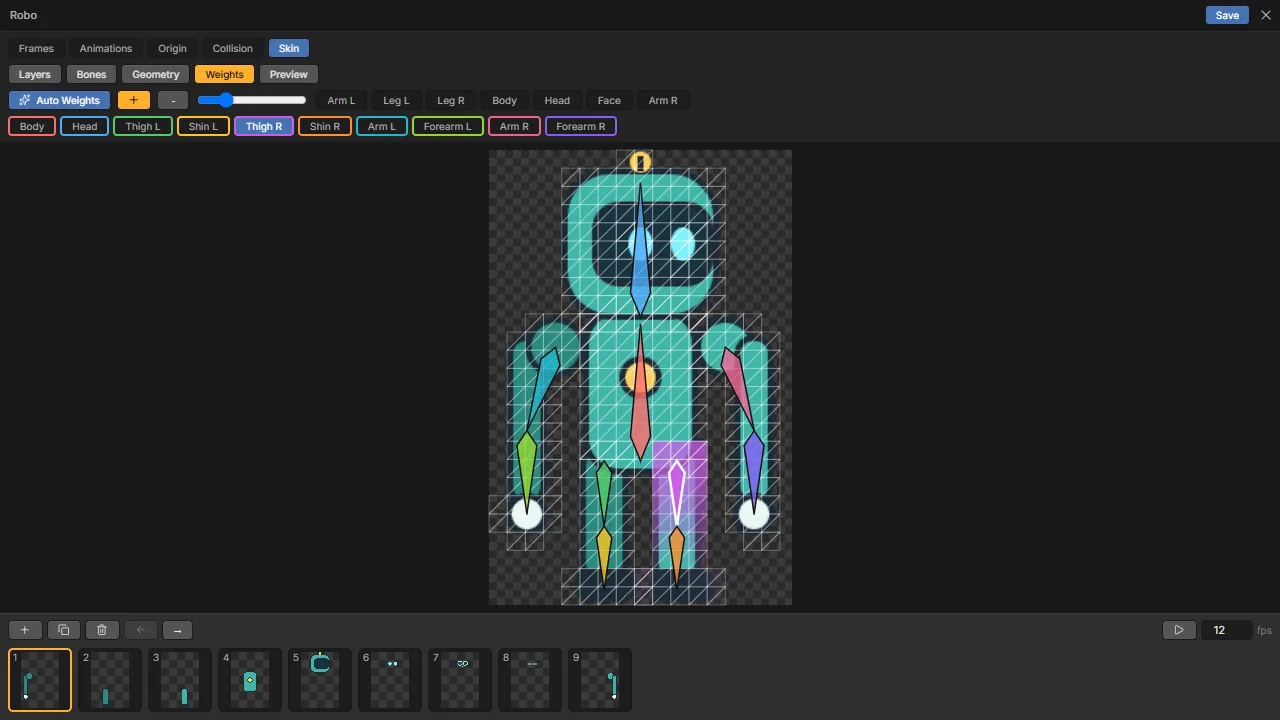 Robo Save
Frames Animations Origin Collision Skin
Layers Bones Geometry Weights Preview
Auto Weights + - Arm L Leg L Leg R Body Head Face Arm R
Body Head Thigh L Shin L Thigh R Shin R Arm L Forearm L Arm R Forearm R
12 fps
1 2 3 4 5 6 7 8 9